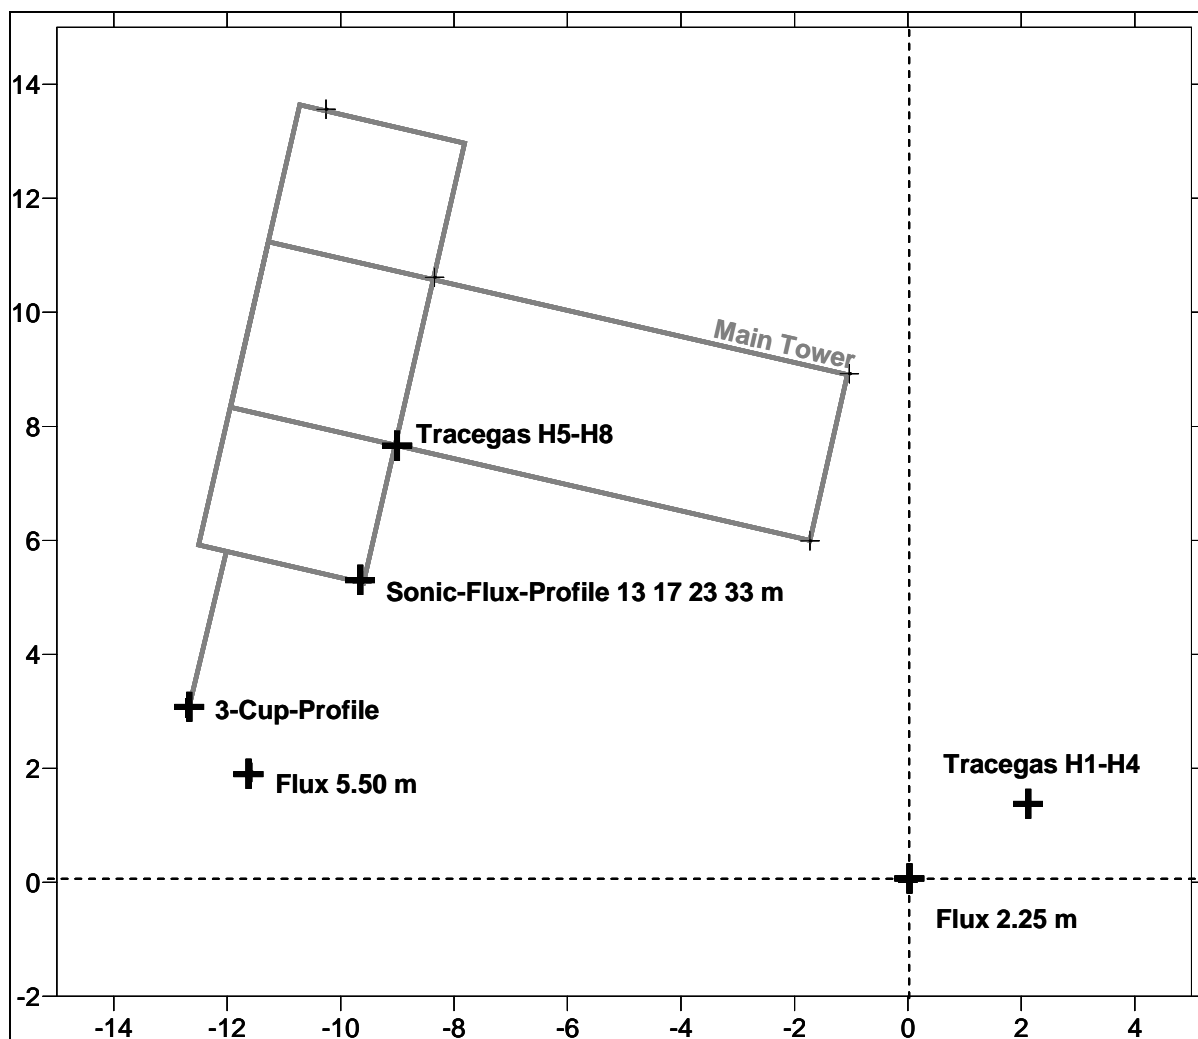 14
12
Main Tower
10
8
Tracegas H5-H8
6
Sonic-Flux-Profile 13 17 23 33 m
4
3-Cup-Profile
2
Flux 5.50 m
Tracegas H1-H4
0
Flux 2.25 m
-2
-14 -12 -10 -8 -6 -4 -2 0 2 4